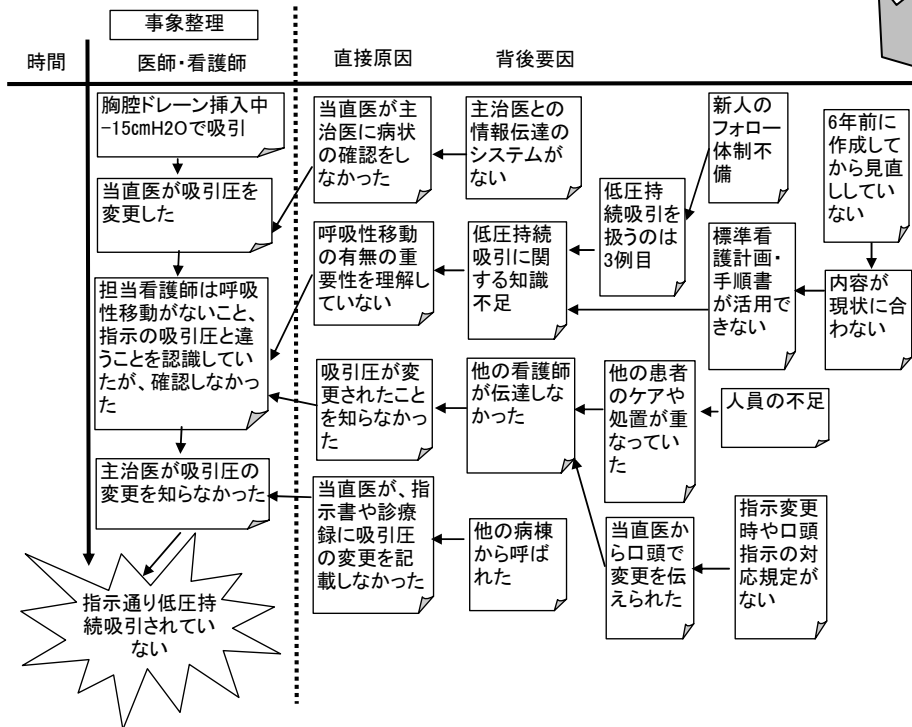 事象整理
時間
医師・看護師
直接原因
背後要因
胸腔ドレーン挿入中
-15cmH2Oで吸引
当直医が吸引圧を
変更した
担当看護師は呼吸
性移動がないこと、
指示の吸引圧と違
うことを認識してい
たが、確認しなかっ
た
主治医が吸引圧の
変更を知らなかった
指示通り低圧持
続吸引されてい
ない
当直医が主
治医に病状
の確認をし
なかった
主治医との
情報伝達の
システムが
ない
呼吸性移動
の有無の重
要性を理解し
ていない
低圧持続
吸引に関
する知識
不足
低圧持
続吸引を
扱うのは
3例目
新人の
フォロー
体制不
備
標準看
護計画・
手順書
が活用で
きない
6年前に
作成して
から見直
ししてい
ない
内容が
現状に合
わない
吸引圧が変
更されたこと
を知らなかっ
た
他の看護師
が伝達しな
かった
他の患者
のケアや
処置が重
なってい
た
人員の不足
当直医が、指
示書や診療
録に吸引圧
の変更を記
載しなかった
他の病棟
から呼ば
れた
当直医か
ら口頭で
変更を伝
えられた
指示変更
時や口頭
指示の対
応規定が
ない